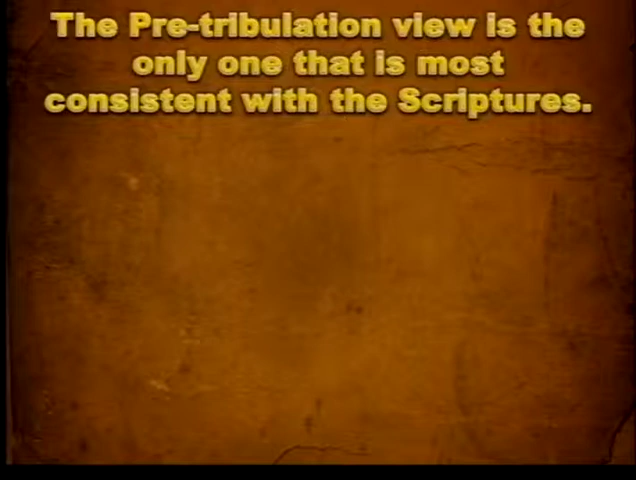 The Pre-tribulation view is the
only one that is most
consistent with the Scriptures.